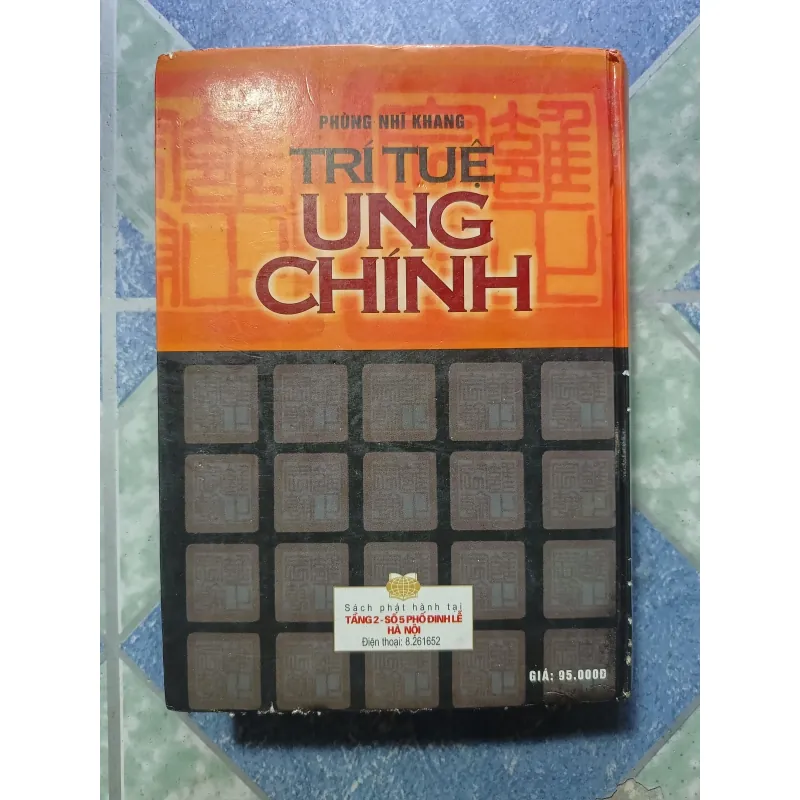 PHÙNG NHĨ KHANG
TRÍ TUỆ
UNG
CHÍNH
Sách phát hành tại
TẦNG 2 - SỐ 5 PHỐ ĐINH LỄ
HÀ NỘI
Điện thoại: 8.261652
GIÁ: 95.000Đ